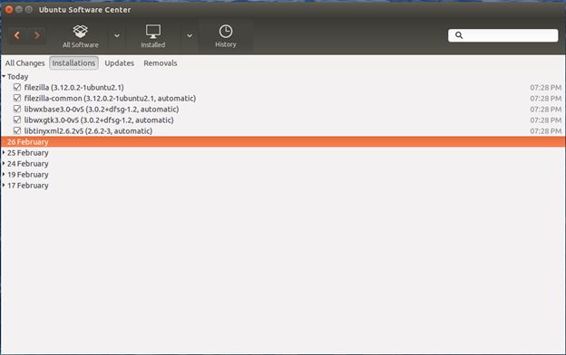 Ubuntu Software Center
All Software
Installed
History
All Changes Installations Updates Removals
Today
filezilla (3.12.0.2-1ubuntu2.1) 07:28 PM
filezilla-common (3.12.0.2-1ubuntu2.1, automatic) 07:28 PM
libwxbase3.0-0v5 (3.0.2+dfsg-1.2, automatic) 07:28 PM
libwxgtk3.0-0v5 (3.0.2+dfsg-1.2, automatic) 07:28 PM
libtinyxml2.6.2v5 (2.6.2-3, automatic) 07:28 PM
26 February
25 February
24 February
19 February
17 February